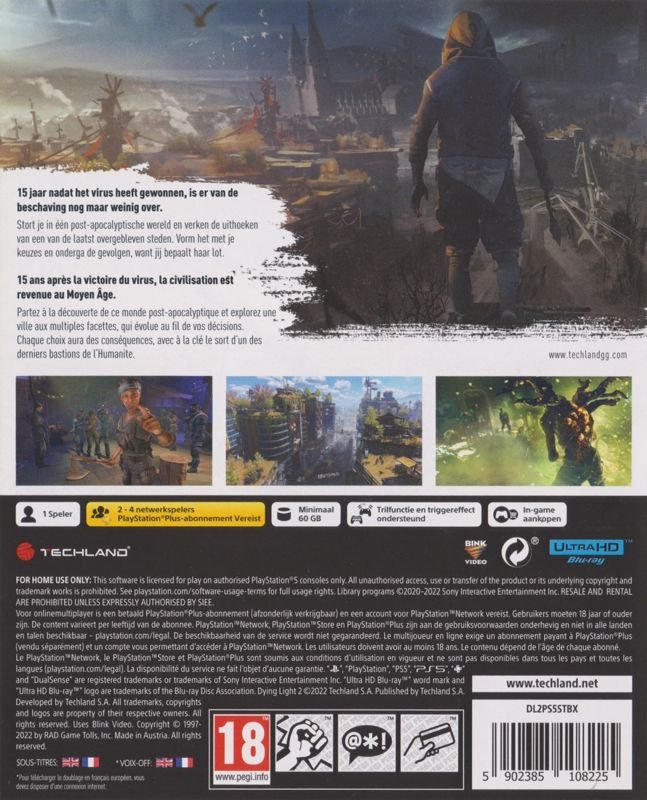 15 jaar nadat het virus heeft gewonnen, is er van de
beschaving nog maar weinig over.
Stort je in één post-apocalyptische wereld en verken de uithoeken
van een van de laatst overgebleven steden. Vorm het met je
keuzes en onderga de gevolgen, want jij bepaalt haar lot.
15 ans après la victoire du virus, la civilisation est
revenue au Moyen Âge.
Partez à la découverte de ce monde post-apocalyptique et explorez une
ville aux multiples facettes, qui évolue au fil de vos décisions.
Chaque choix aura des conséquences, avec à la clé le sort d'un des
derniers bastions de l'Humanite.
www.techlandgg.com
1 Speler
2 - 4 netwerkspelers
PlayStation®Plus-abonnement Vereist
Minimaal
60 GB
Trilfunctie en triggereffect
ondersteund
In-game
aankopen
TECHLAND
BINK
VIDEO
®
ULTRA HD
Blu-ray™
FOR HOME USE ONLY: This software is licensed for play on authorised PlayStation®5 consoles only. All unauthorised access, use or transfer of the product or its underlying copyright and
trademark works is prohibited. See playstation.com/software-usage-terms for full usage rights. Library programs ©2020-2022 Sony Interactive Entertainment Inc. RESALE AND RENTAL
ARE PROHIBITED UNLESS EXPRESSLY AUTHORISED BY SIEE.
Voor onlinemultiplayer is een betaald PlayStation®Plus-abonnement (afzonderlijk verkrijgbaar) en een account voor PlayStation™Network vereist. Gebruikers moeten 18 jaar of ouder
zijn. De content varieert per leeftijd van de abonnee. PlayStation™Network, PlayStation™Store en PlayStation®Plus zijn aan de gebruiksvoorwaarden onderhevig en niet in alle landen
en talen beschikbaar - playstation.com/legal. De beschikbaarheid van de service wordt niet gegarandeerd. Le multijoueur en ligne exige un abonnement payant à PlayStation®Plus
(vendu séparément) et un compte vous permettant d'accéder à PlayStation™Network. Les utilisateurs doivent avoir au moins 18 ans. Le contenu dépend de l'âge de chaque abonné.
Le PlayStation™Network, le PlayStation™Store et PlayStation®Plus sont soumis aux conditions d'utilisation en vigueur et ne sont pas disponibles dans tous les pays et toutes les
langues (playstation.com/legal). La disponibilité du service ne fait l'objet d'aucune garantie. "PlayStation", "PS5", "PS5"
and "DualSense" are registered trademarks or trademarks of Sony Interactive Entertainment Inc. "Ultra HD Blu-ray™" word mark and
"Ultra HD Blu-ray™" logo are trademarks of the Blu-ray Disc Association. Dying Light 2 ©2022 Techland S.A. Published by Techland S.A.
Developed by Techland S.A. All trademarks, copyrights
and logos are property of their respective owners. All
rights reserved. Uses Blink Video. Copyright © 1997-
2022 by RAD Game Tolls, Inc. Made in Austria. All rights
reserved.
SOUS-TITRES:
*VOIX-OFF:
*Pour télécharger le doublage en français, vous
devez disposer d'une connexion internet.
18
www.pegi.info
@*!
www.techland.net
DL2PS5STBX
5 902385 108225